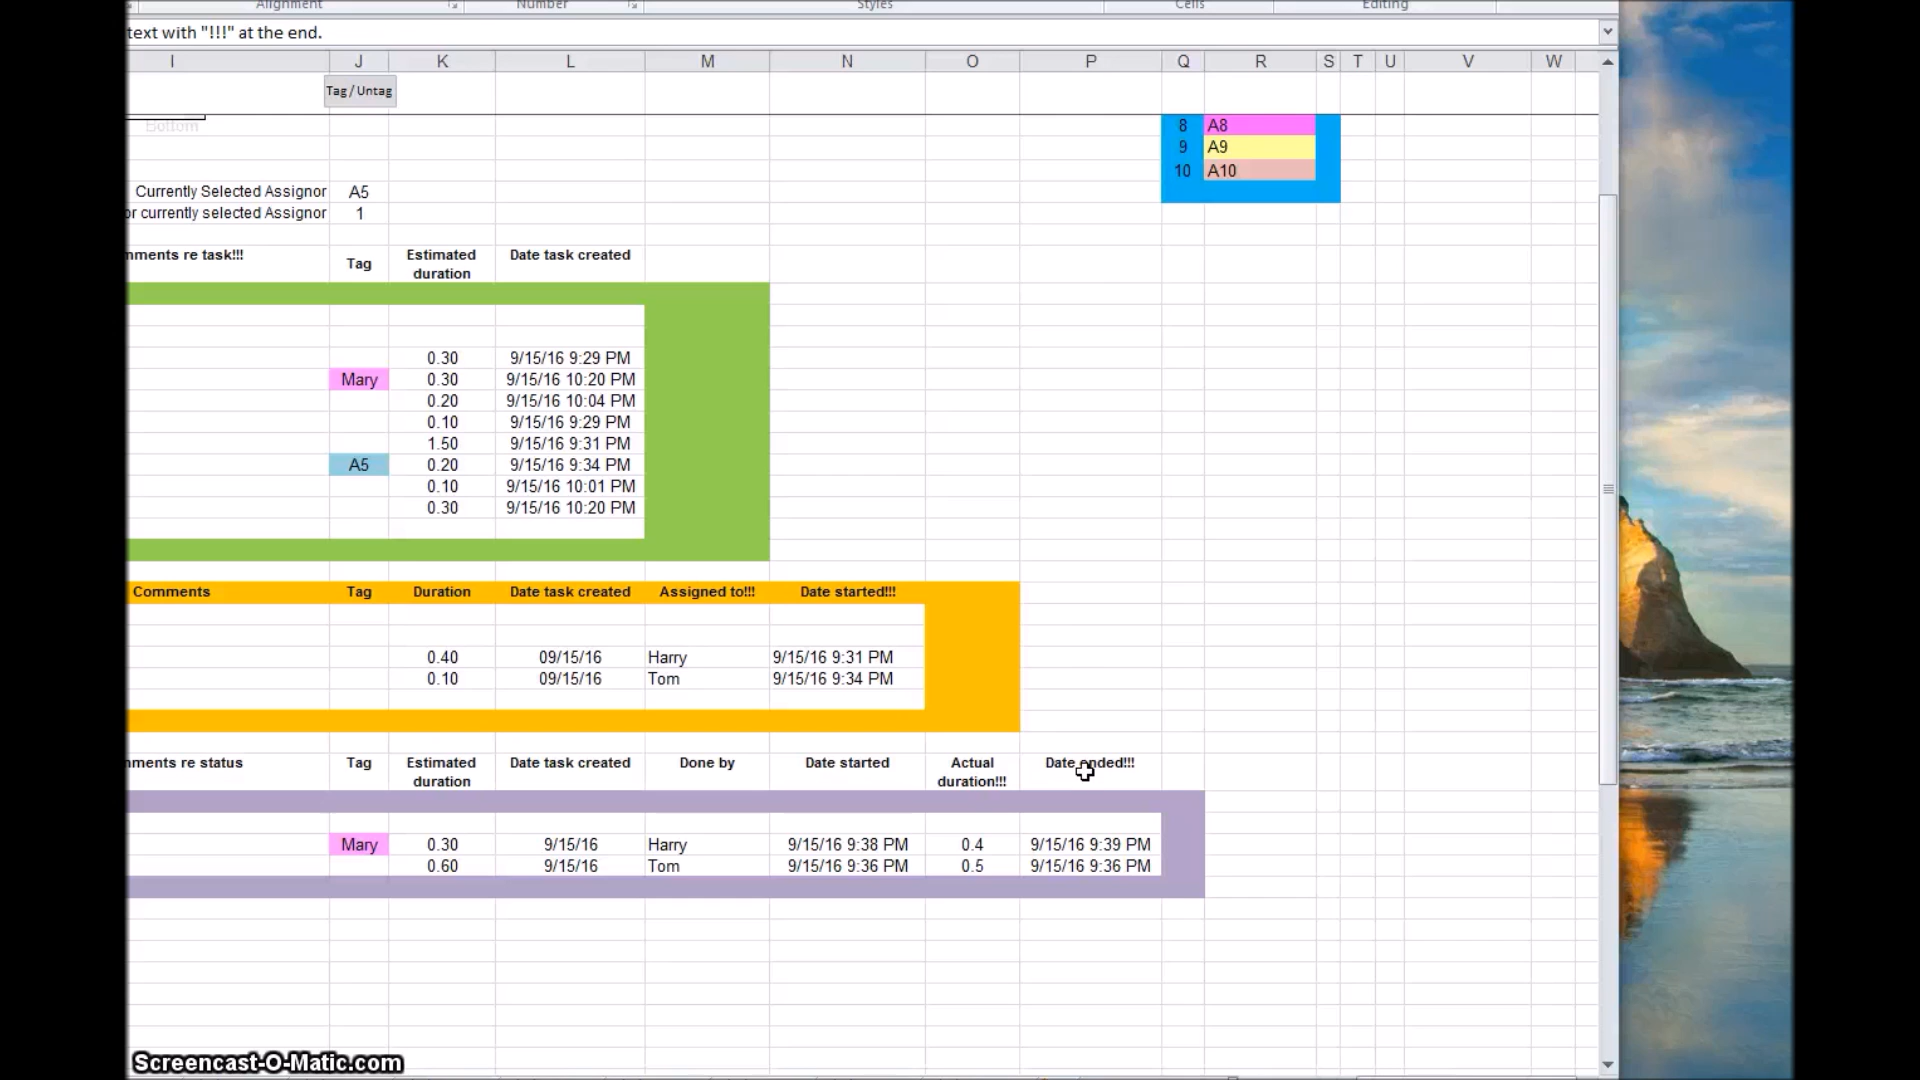 Alignment Number Styles Cells Editing
text with "!!!" at the end.
I J K L M N O P Q R S T U V W
Tag / Untag
Bottom
8 A8
9 A9
10 A10
Currently Selected Assignor A5
or currently selected Assignor 1
mments re task!!! Tag Estimated duration Date task created
0.30 9/15/16 9:29 PM
Mary 0.30 9/15/16 10:20 PM
0.20 9/15/16 10:04 PM
0.10 9/15/16 9:29 PM
1.50 9/15/16 9:31 PM
A5 0.20 9/15/16 9:34 PM
0.10 9/15/16 10:01 PM
0.30 9/15/16 10:20 PM
Comments Tag Duration Date task created Assigned to!!! Date started!!!
0.40 09/15/16 Harry 9/15/16 9:31 PM
0.10 09/15/16 Tom 9/15/16 9:34 PM
mments re status Tag Estimated duration Date task created Done by Date started Actual duration!!! Date ended!!!
Mary 0.30 9/15/16 Harry 9/15/16 9:38 PM 0.4 9/15/16 9:39 PM
0.60 9/15/16 Tom 9/15/16 9:36 PM 0.5 9/15/16 9:36 PM
Screencast-O-Matic.com